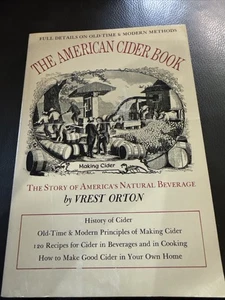 FULL DETAILS ON OLD-TIME & MODERN METHODS
THE AMERICAN CIDER BOOK
Making Cider
THE STORY OF AMERICA'S NATURAL BEVERAGE
by VREST ORTON
History of Cider
Old-Time & Modern Principles of Making Cider
120 Recipes for Cider in Beverages and in Cooking
How to Make Good Cider in Your Own Home